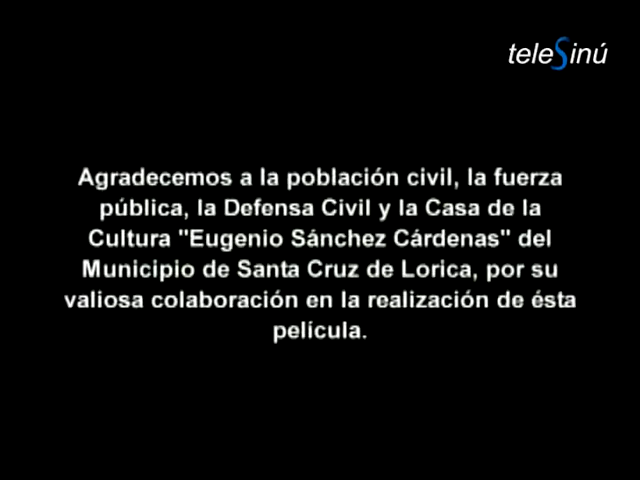 teleSinú
Agradecemos a la población civil, la fuerza
pública, la Defensa Civil y la Casa de la
Cultura "Eugenio Sánchez Cárdenas" del
Municipio de Santa Cruz de Lorica, por su
valiosa colaboración en la realización de ésta
película.